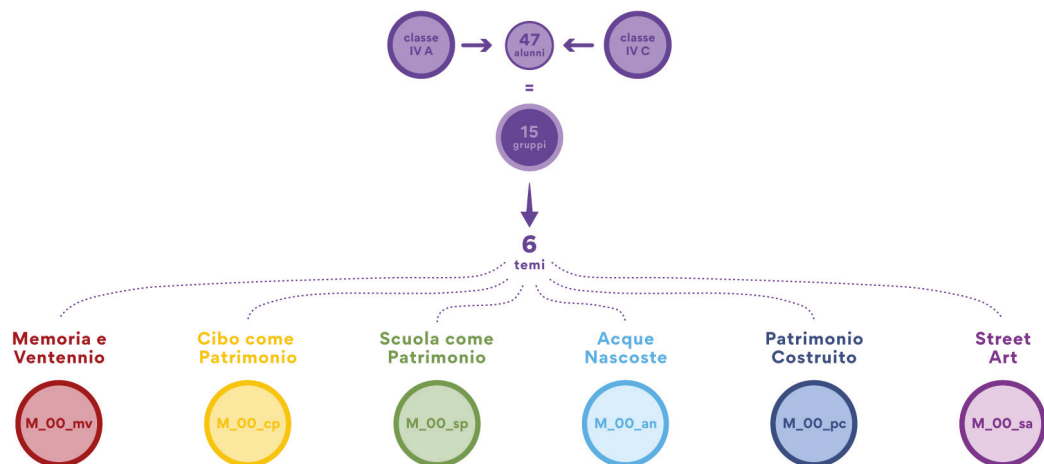 classe
IV A
47
alunni
classe
IV C
=
15
gruppi
6
temi
Memoria e
Ventennio
Cibo come
Patrimonio
Scuola come
Patrimonio
Acque
Nascoste
Patrimonio
Costruito
Street
Art
M_00_mv
M_00_cp
M_00_sp
M_00_an
M_00_pc
M_00_sa